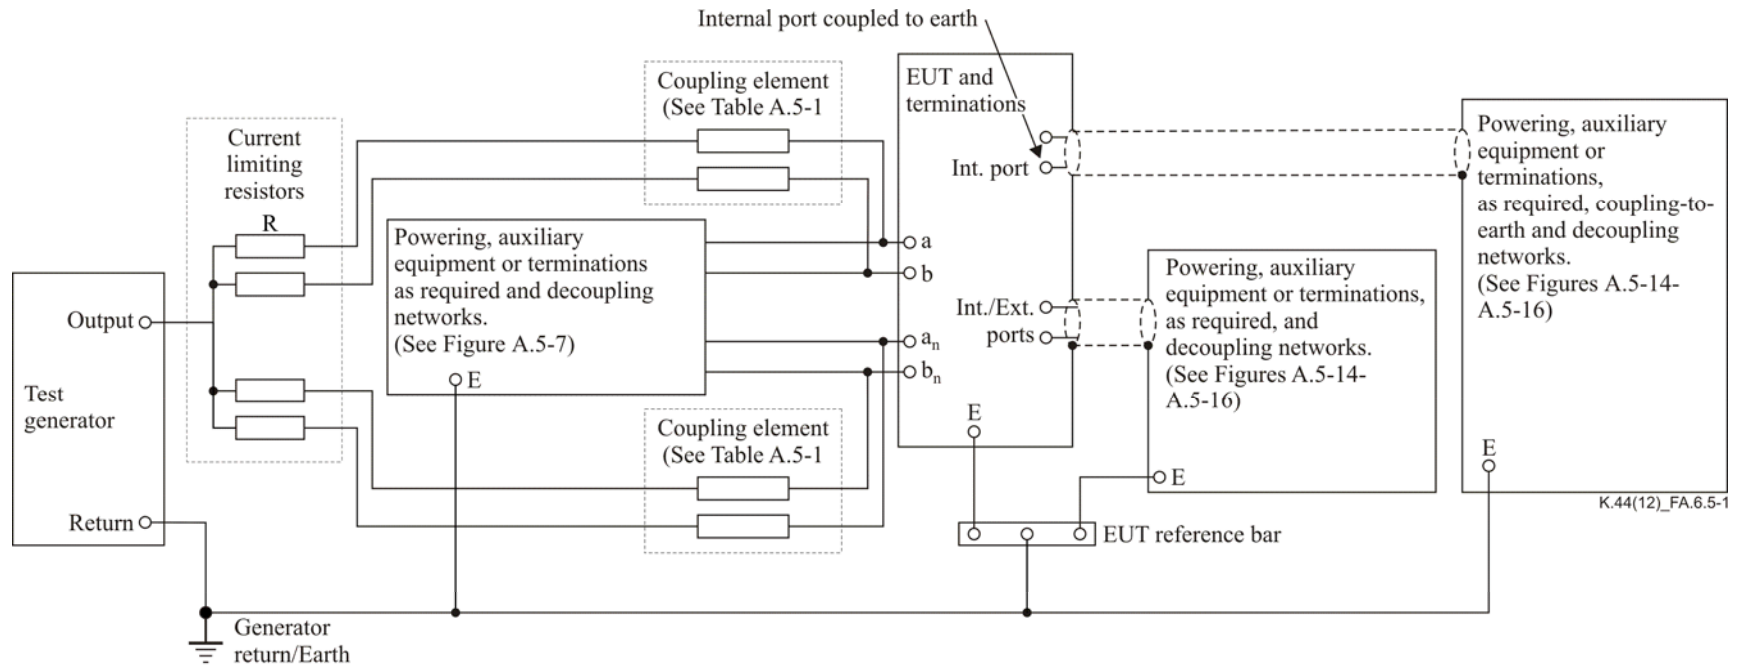 Internal port coupled to earth
Coupling element
(See Table A.5-1
EUT and
terminations
Int. port
Powering, auxiliary
equipment or
terminations,
as required, coupling-to-
earth and decoupling
networks.
(See Figures A.5-14-
A.5-16)
E
Current
limiting
resistors
R
Powering, auxiliary
equipment or terminations
as required and decoupling
networks.
(See Figure A.5-7)
E
a
b
an
bn
Int./Ext.
ports
E
Powering, auxiliary
equipment or terminations,
as required, and
decoupling networks.
(See Figures A.5-14-
A.5-16)
E
Output
Test
generator
Return
Coupling element
(See Table A.5-1
EUT reference bar
K.44(12)_FA.6.5-1
Generator
return/Earth